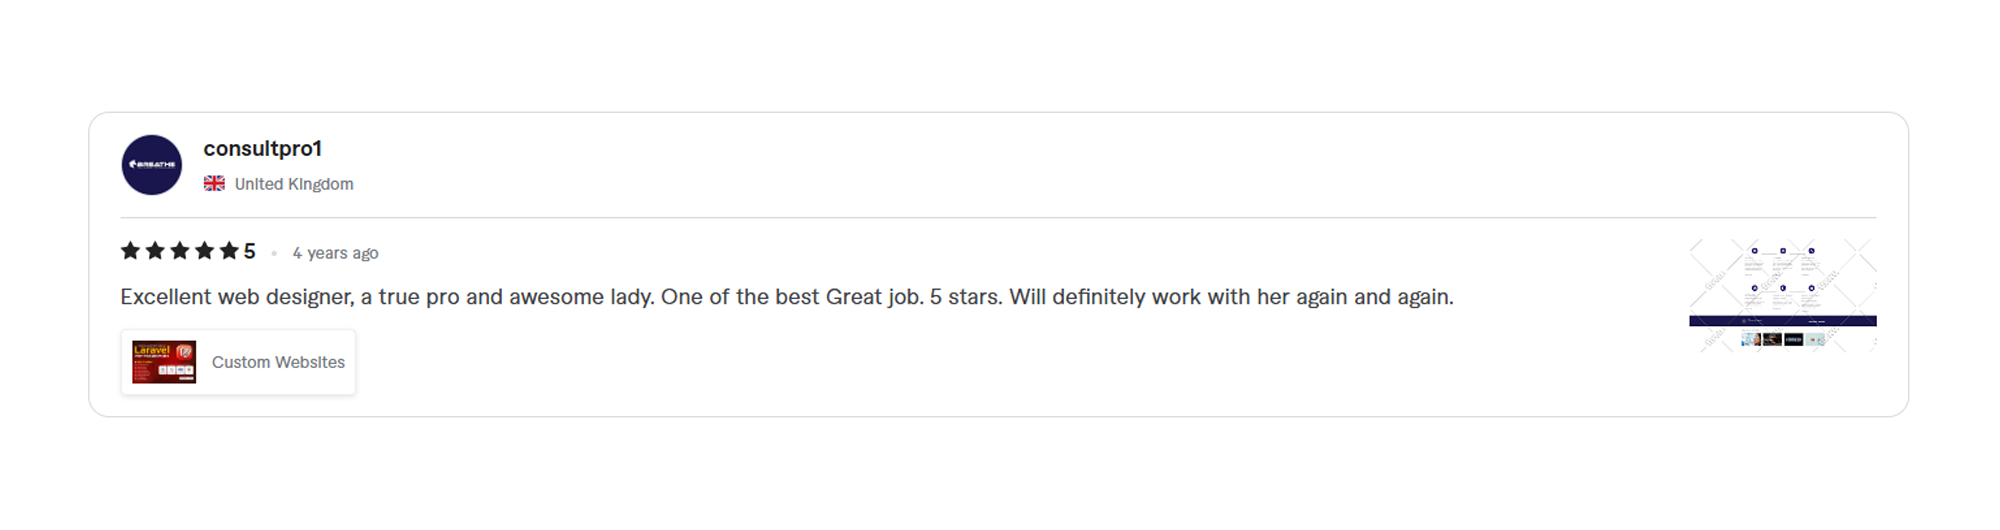 BREATHE
consultpro1
United Kingdom
5 • 4 years ago
Excellent web designer, a true pro and awesome lady. One of the best Great job. 5 stars. Will definitely work with her again and again.
Laravel
Custom Websites